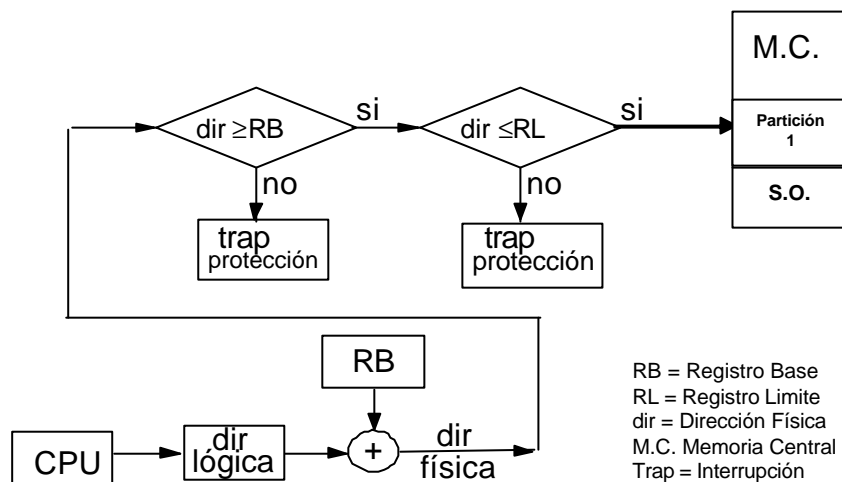 M.C.
si
si
dir ≥RB
dir ≤RL
Partición
1
no
no
S.O.
trap
protección
trap
protección
RB
RB = Registro Base
RL = Registro Limite
dir = Dirección Física
M.C. Memoria Central
Trap = Interrupción
CPU
dir
lógica
+
dir
física